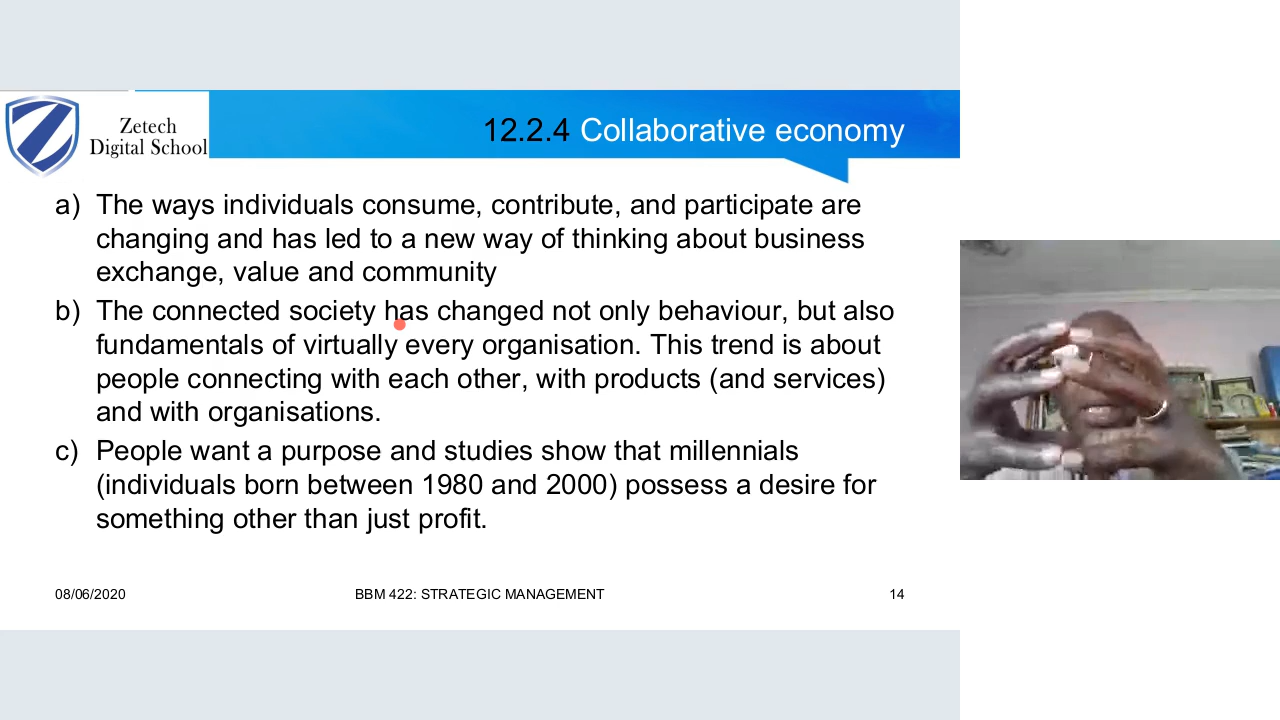 Zetech
Digital School
12.2.4 Collaborative economy
a) The ways individuals consume, contribute, and participate are
changing and has led to a new way of thinking about business
exchange, value and community
b) The connected society has changed not only behaviour, but also
fundamentals of virtually every organisation. This trend is about
people connecting with each other, with products (and services)
and with organisations.
c) People want a purpose and studies show that millennials
(individuals born between 1980 and 2000) possess a desire for
something other than just profit.
08/06/2020
BBM 422: STRATEGIC MANAGEMENT
14